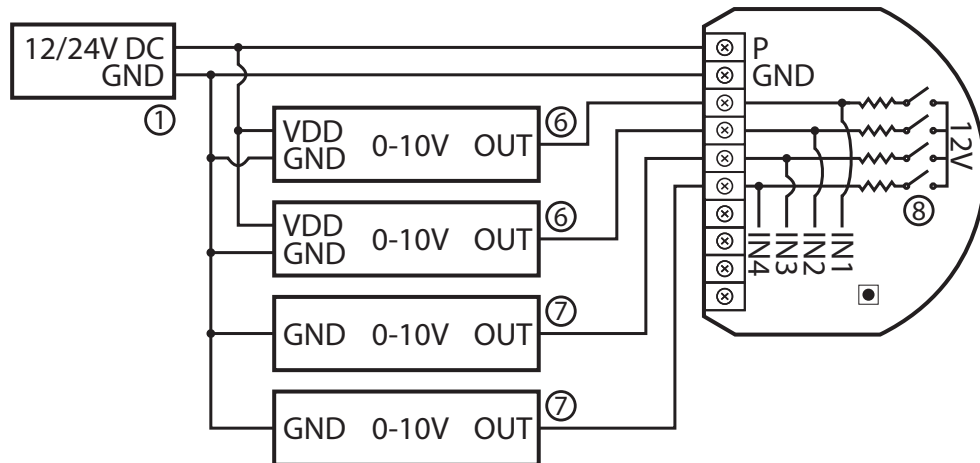 12/24V DC
GND
①
P
GND
VDD
GND
0-10V
OUT
⑥
VDD
GND
0-10V
OUT
⑥
GND 0-10V OUT
⑦
GND 0-10V OUT
⑦
12V
⑧
IN4
IN3
IN2
IN1